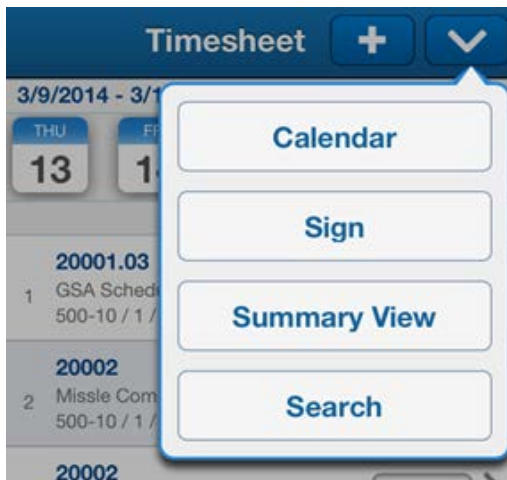 Timesheet
3/9/2014 - 3/1
THU
13
Calendar
Sign
Summary View
Search
20001.03
1
GSA Sched
500-10 / 1 /
20002
2
Missle Com
500-10 / 1 /
20002